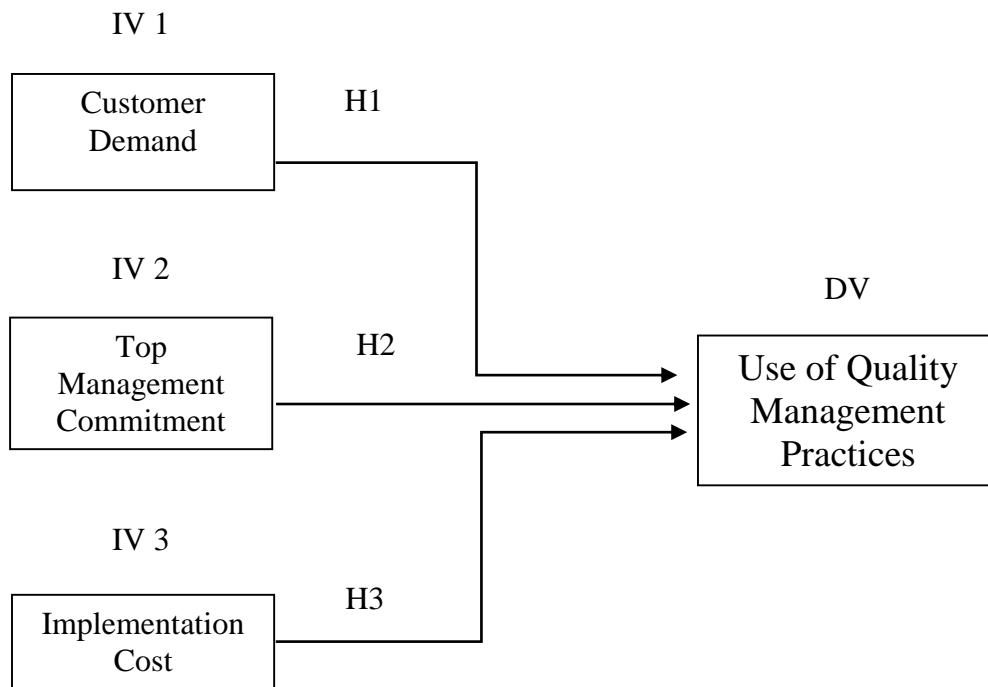 IV 1
Customer
Demand
H1
IV 2
Top
Management
Commitment
H2
DV
Use of Quality
Management
Practices
IV 3
Implementation
Cost
H3